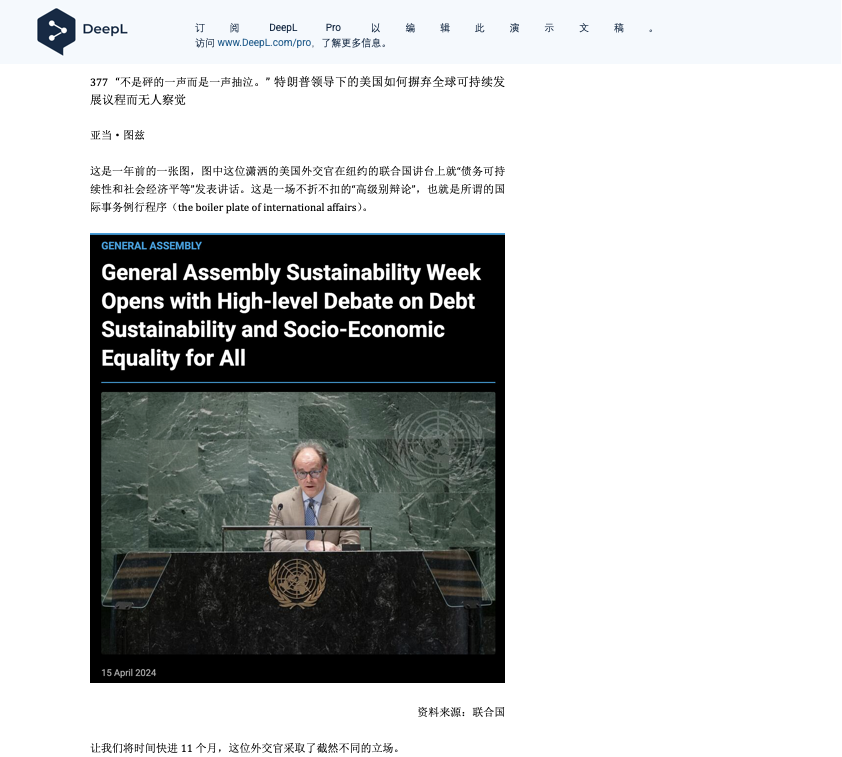 DeepL
订阅 DeepL Pro 以编辑此演示文稿。
访问 www.DeepL.com/pro，了解更多信息。
377 “不是砰的一声而是一声抽泣。” 特朗普领导下的美国如何摒弃全球可持续发
展议程而无人察觉
亚当·图兹
这是一年前的一张图，图中这位潇洒的美国外交官在纽约的联合国讲台上就“债务可持
续性和社会经济平等”发表讲话。这是一场不折不扣的“高级别辩论”，也就是所谓的国
际事务例行程序（the boiler plate of international affairs）。
GENERAL ASSEMBLY
General Assembly Sustainability Week
Opens with High-level Debate on Debt
Sustainability and Socio-Economic
Equality for All
15 April 2024
资料来源：联合国
让我们将时间快进 11 个月，这位外交官采取了截然不同的立场。